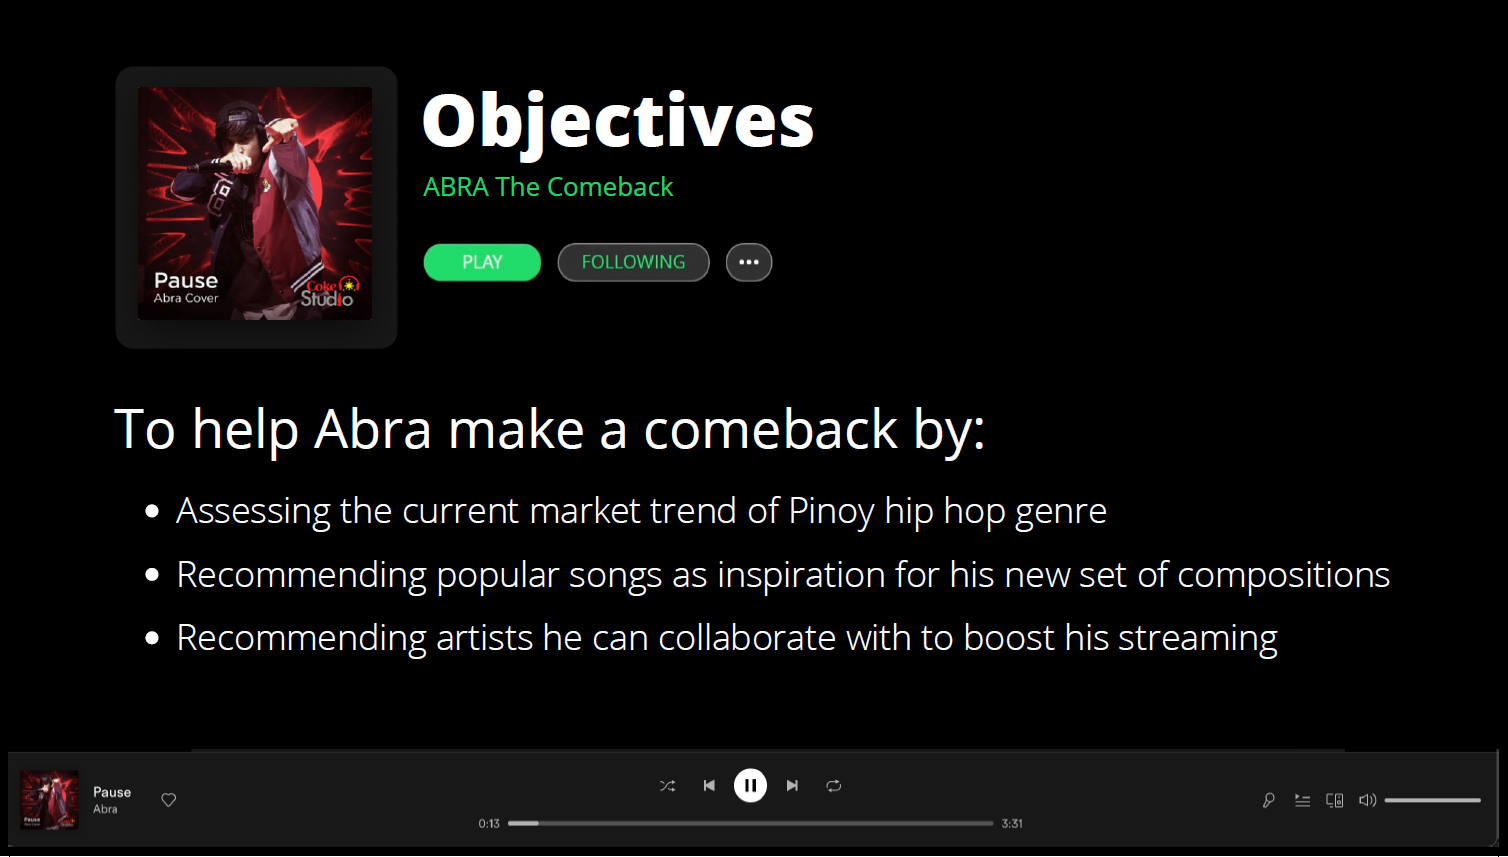 Objectives
ABRA The Comeback
PLAY
FOLLOWING
Pause
Abra Cover
Coke
Studio
To help Abra make a comeback by:
• Assessing the current market trend of Pinoy hip hop genre
• Recommending popular songs as inspiration for his new set of compositions
• Recommending artists he can collaborate with to boost his streaming
Pause
Abra
0:13
3:31